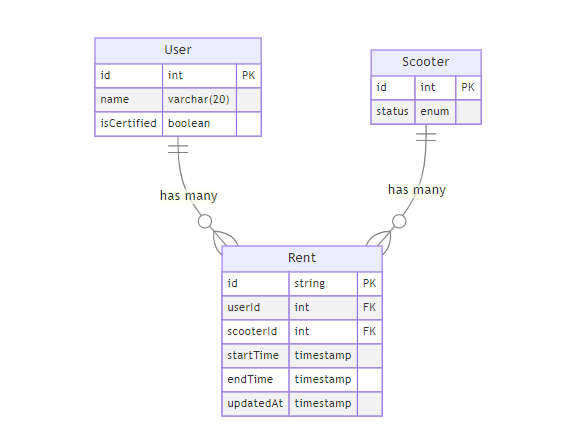 User
id int PK
name varchar(20)
isCertified boolean
Scooter
id int PK
status enum
has many
has many
Rent
id string PK
userId int FK
scooterId int FK
startTime timestamp
endTime timestamp
updatedAt timestamp